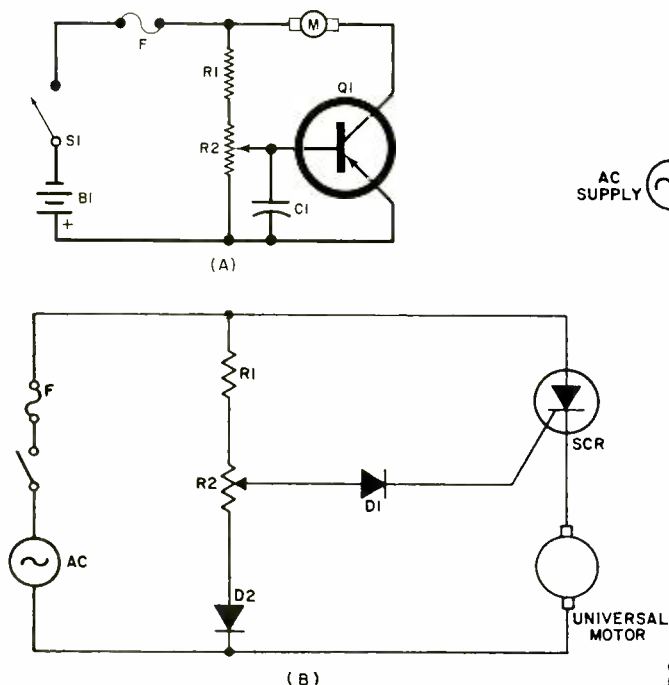 F
M
R1
Q1
S1
R2
AC
SUPPLY
B1
+
C1
(A)
R1
F
SCR
R2
D1
AC
D2
UNIVERSAL
MOTOR
(B)